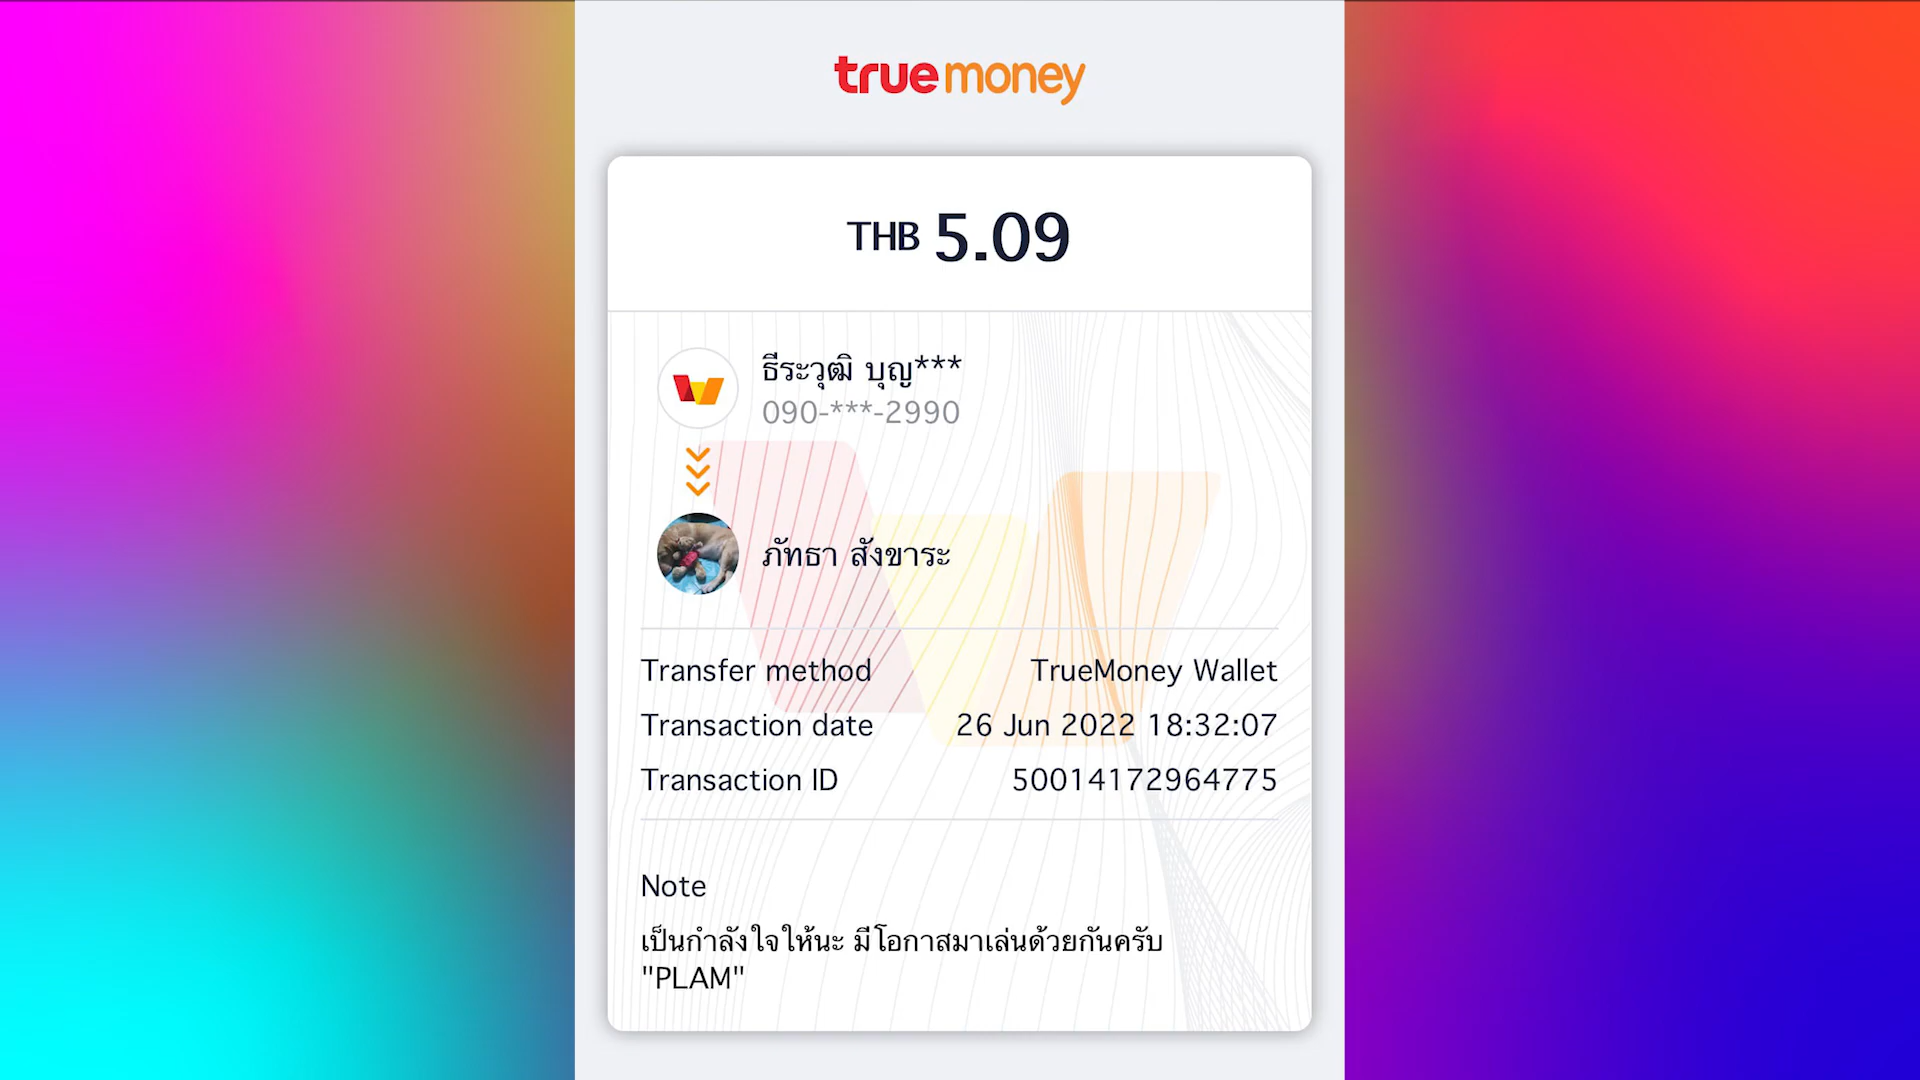 truemoney
THB 5.09
ธีระวุฒิ บุญ***
090-***-2990
ภัทธา สังขาระ
Transfer method TrueMoney Wallet
Transaction date 26 Jun 2022 18:32:07
Transaction ID 50014172964775
Note
เป็นกำลังใจให้นะ มีโอกาสมาเล่นด้วยกันครับ
"PLAM"